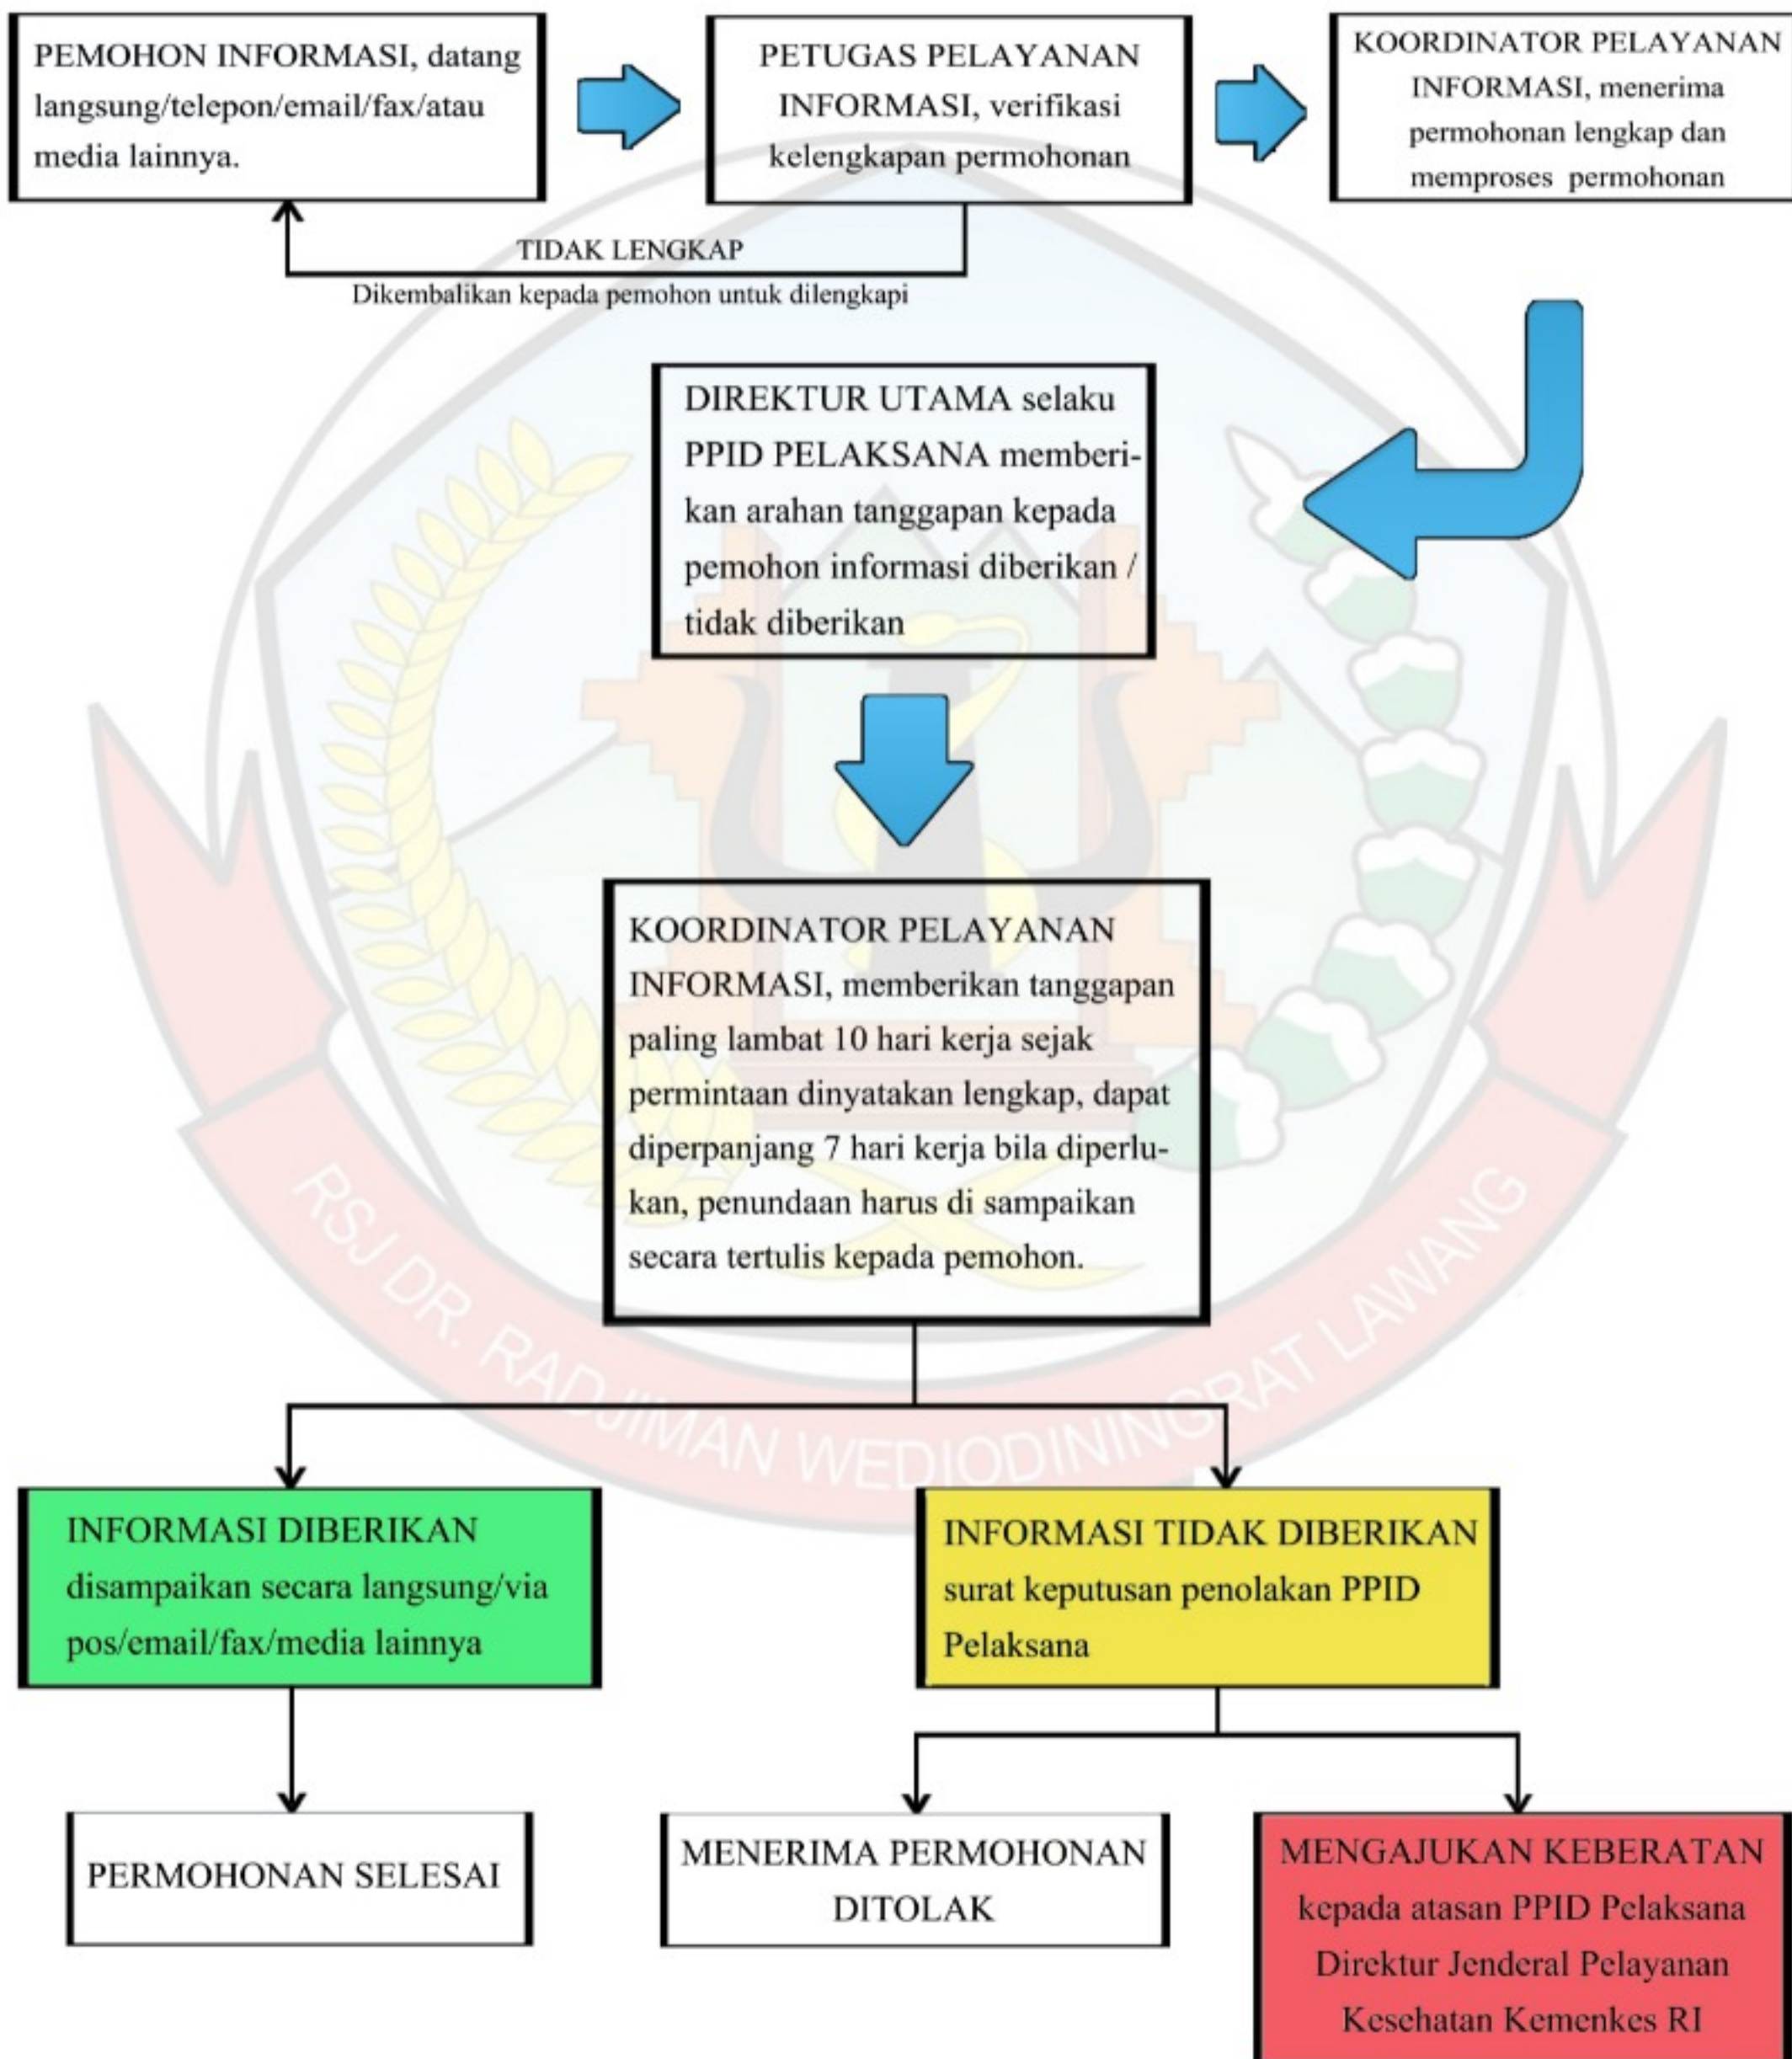 PEMOHON INFORMASI, datang
langsung/telepon/email/fax/atau
media lainnya.
PETUGAS PELAYANAN
INFORMASI, verifikasi
kelengkapan permohonan
KOORDINATOR PELAYANAN
INFORMASI, menerima
permohonan lengkap dan
memproses permohonan
TIDAK LENGKAP
Dikembalikan kepada pemohon untuk dilengkapi
DIREKTUR UTAMA selaku
PPID PELAKSANA memberi-
kan arahan tanggapan kepada
pemohon informasi diberikan /
tidak diberikan
KOORDINATOR PELAYANAN
INFORMASI, memberikan tanggapan
paling lambat 10 hari kerja sejak
permintaan dinyatakan lengkap, dapat
diperpanjang 7 hari kerja bila diperlu-
kan, penundaan harus di sampaikan
secara tertulis kepada pemohon.
RSJ DR. RADJIMAN WEDIODININGRAT LAWANG
INFORMASI DIBERIKAN
disampaikan secara langsung/via
pos/email/fax/media lainnya
INFORMASI TIDAK DIBERIKAN
surat keputusan penolakan PPID
Pelaksana
PERMOHONAN SELESAI
MENERIMA PERMOHONAN
DITOLAK
MENGAJUKAN KEBERATAN
kepada atasan PPID Pelaksana
Direktur Jenderal Pelayanan
Kesehatan Kemenkes RI